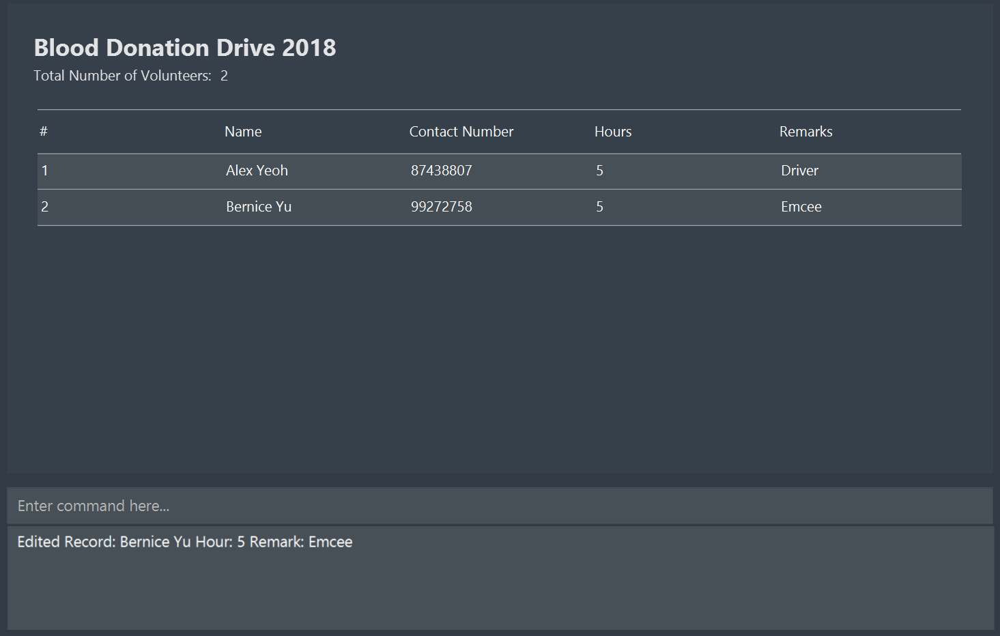 Blood Donation Drive 2018
Total Number of Volunteers: 2
# Name Contact Number Hours Remarks
1 Alex Yeoh 87438807 5 Driver
2 Bernice Yu 99272758 5 Emcee
Enter command here...
Edited Record: Bernice Yu Hour: 5 Remark: Emcee